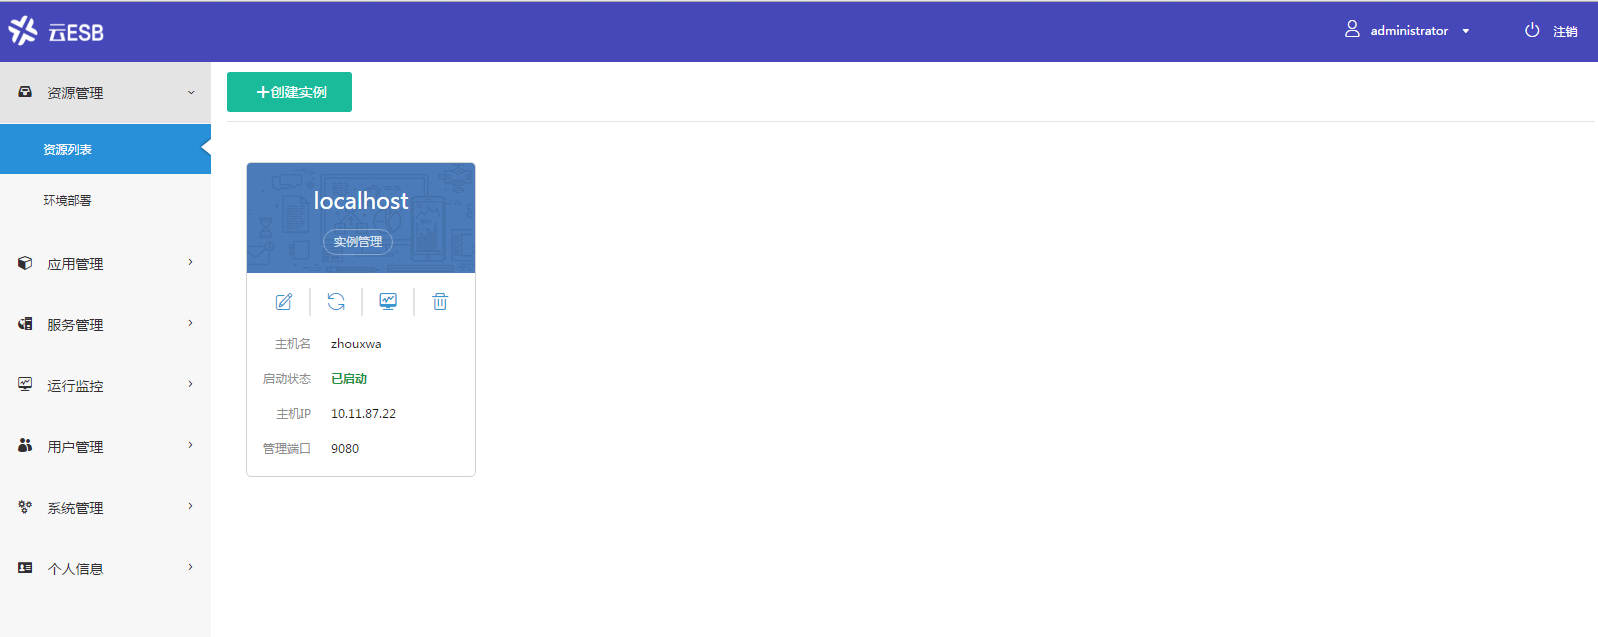 云ESB
administrator
注销
资源管理
资源列表
环境部署
应用管理
服务管理
运行监控
用户管理
系统管理
个人信息
+创建实例
localhost
实例管理
主机名 zhouxwa
启动状态 已启动
主机IP 10.11.87.22
管理端口 9080